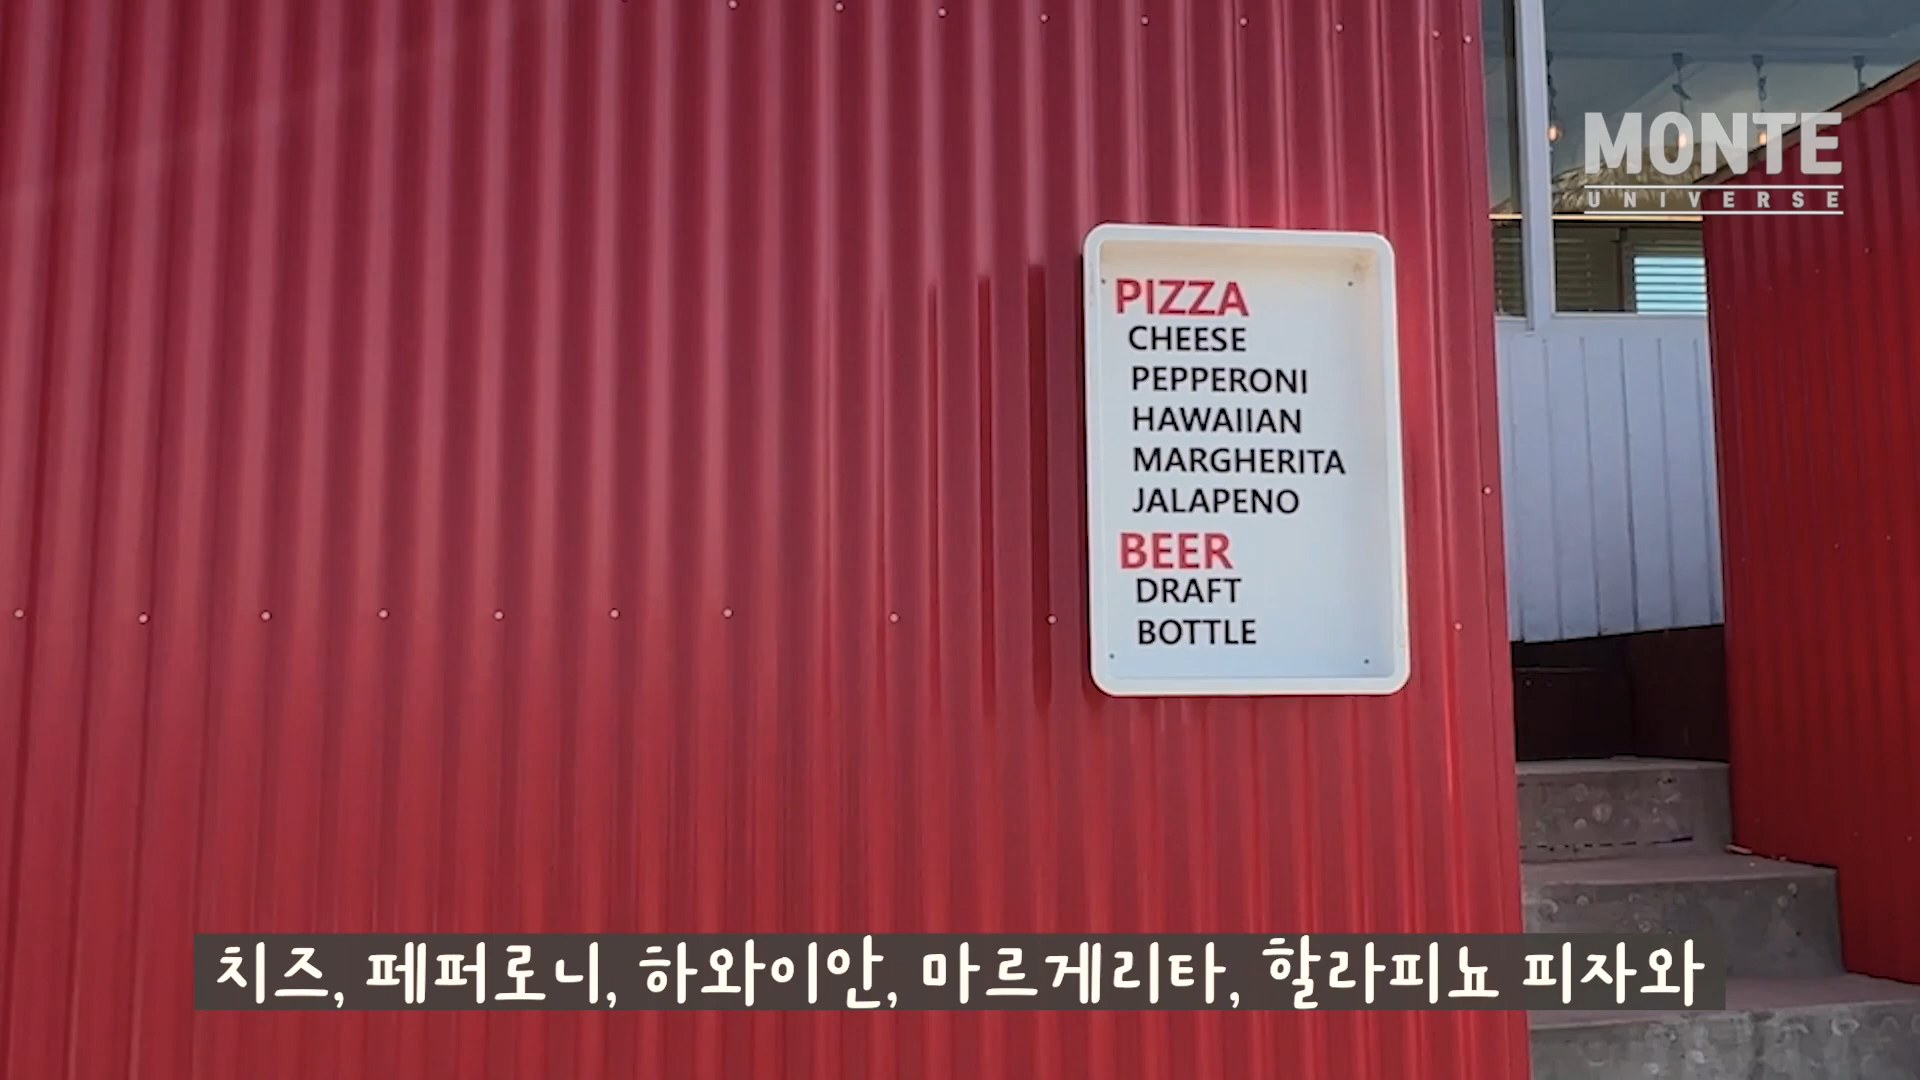 MONTE
UNIVERSE
PIZZA
CHEESE
PEPPERONI
HAWAIIAN
MARGHERITA
JALAPENO
BEER
DRAFT
BOTTLE
치즈, 페퍼로니, 하와이안, 마르게리타, 할라피뇨 피자와